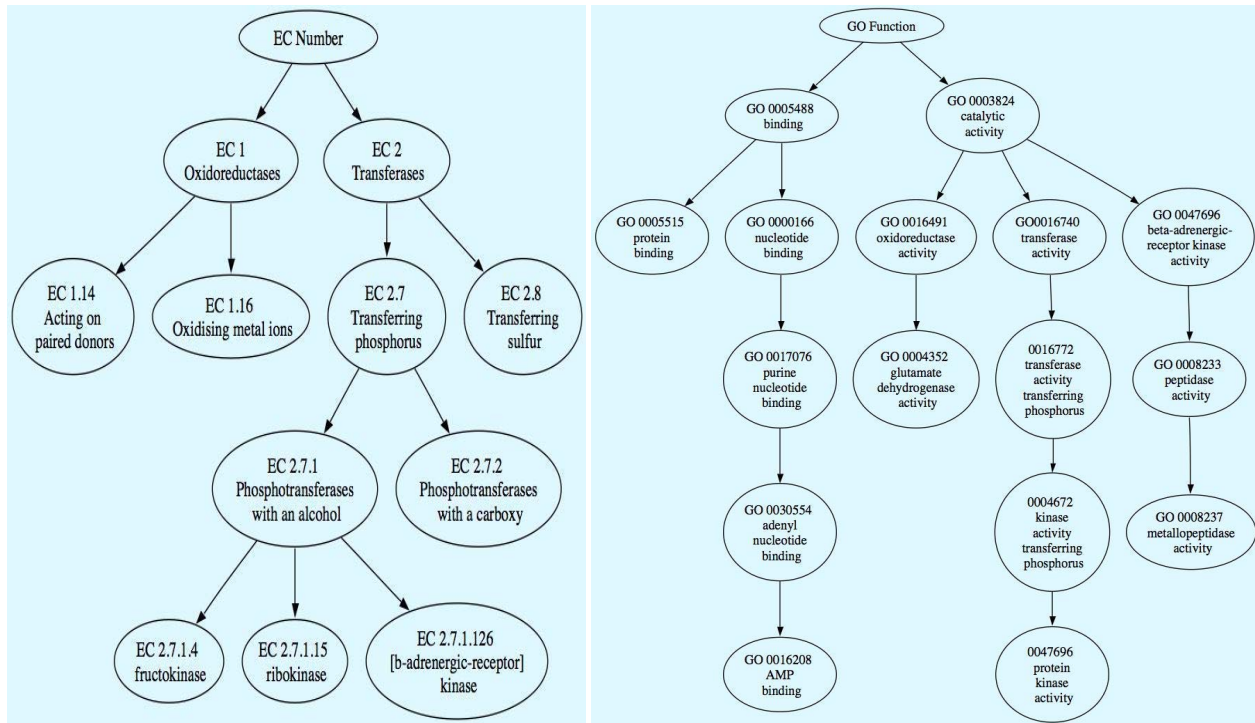 EC Number
EC 1
Oxidoreductases
EC 2
Transferases
EC 1.14
Acting on
paired donors
EC 1.16
Oxidising metal ions
EC 2.7
Transferring
phosphorus
EC 2.8
Transferring
sulfur
EC 2.7.1
Phosphotransferases
with an alcohol
EC 2.7.2
Phosphotransferases
with a carboxy
EC 2.7.1.4
fructokinase
EC 2.7.1.15
ribokinase
EC 2.7.1.126
[b-adrenergic-receptor]
kinase
GO Function
GO 0005488
binding
GO 0003824
catalytic
activity
GO 0005515
protein
binding
GO 0000166
nucleotide
binding
GO 0016491
oxidoreductase
activity
GO0016740
transferase
activity
GO 0047696
beta-adrenergic-
receptor kinase
activity
GO 0017076
purine
nucleotide
binding
GO 0004352
glutamate
dehydrogenase
activity
0016772
transferase
activity
transferring
phosphorus
GO 0008233
peptidase
activity
GO 0030554
adenyl
nucleotide
binding
0004672
kinase
activity
transferring
phosphorus
GO 0008237
metallopeptidase
activity
GO 0016208
AMP
binding
0047696
protein
kinase
activity